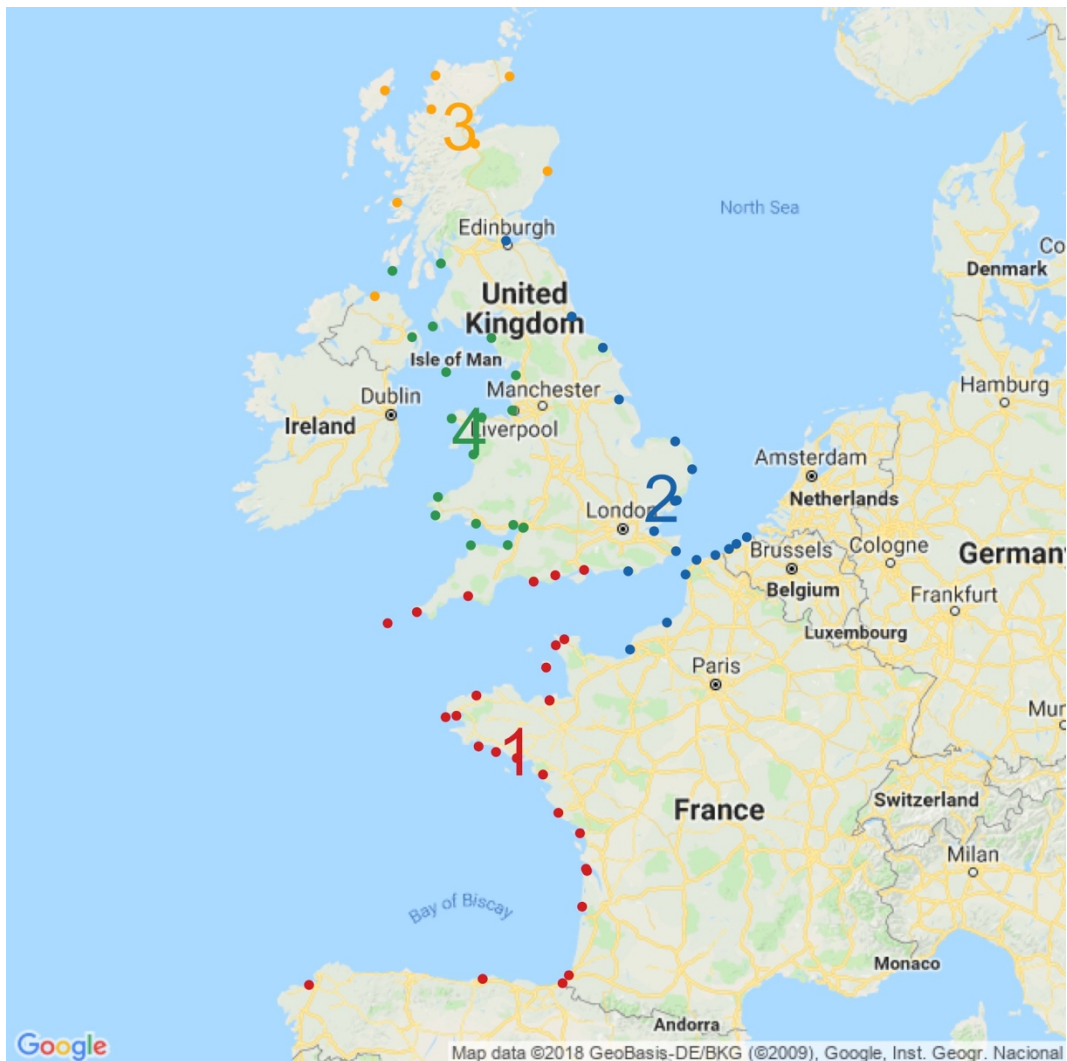 3
North Sea
Edinburgh
Co
Denmark
United
Kingdom
Isle of Man
Hamburg
Manchester
Dublin
Ireland
4
Liverpool
Amsterdam
Netherlands
2
London
Brussels
Cologne
Germany
Belgium
Frankfurt
Luxembourg
Paris
Mun
1
Switzerland
France
Milan
Bay of Biscay
Monaco
Andorra
Google
Map data ©2018 GeoBasis-DE/BKG (©2009), Google, Inst. Geogr. Nacional